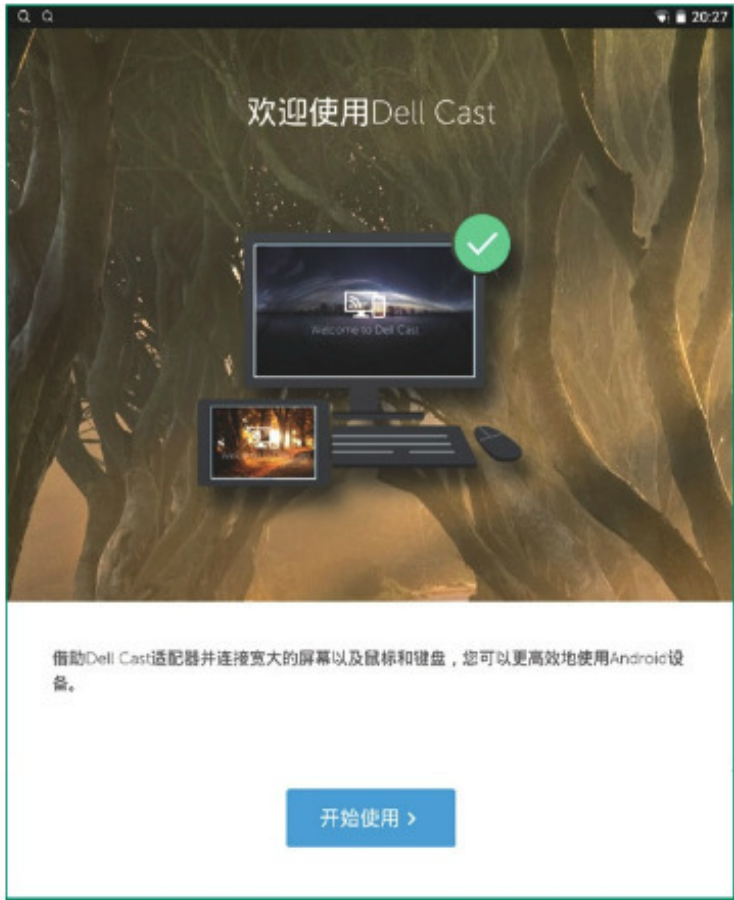 20:27
欢迎使用Dell Cast
Welcome to Dell Cast
借助Dell Cast适配器并连接宽大的屏幕以及鼠标和键盘，您可以更高效地使用Android设
备。
开始使用 >